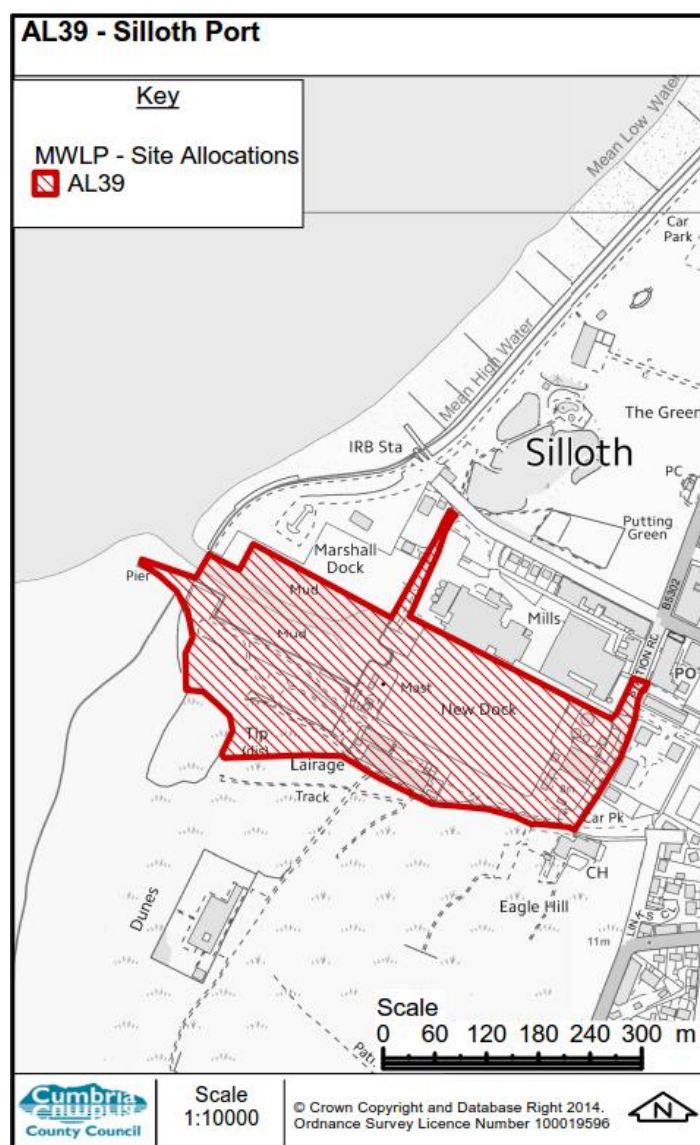 AL39 - Silloth Port
Key
MWLP - Site Allocations
AL39
Mean Low Water
Car
Park
Mean High Water
The Green
IRB Sta
Silloth
PC
Putting
Green
Marshall
Dock
B5302
Pier
Mud
Mills
Mud
PO
Mast
New Dock
Tip
(dis)
Lairage
8m
Track
Car Pk
CH
Dunes
Eagle Hill
11m
Scale
0 60 120 180 240 300 m
Cumbria
County Council
Scale
1:10000
© Crown Copyright and Database Right 2014.
Ordnance Survey Licence Number 100019596
N